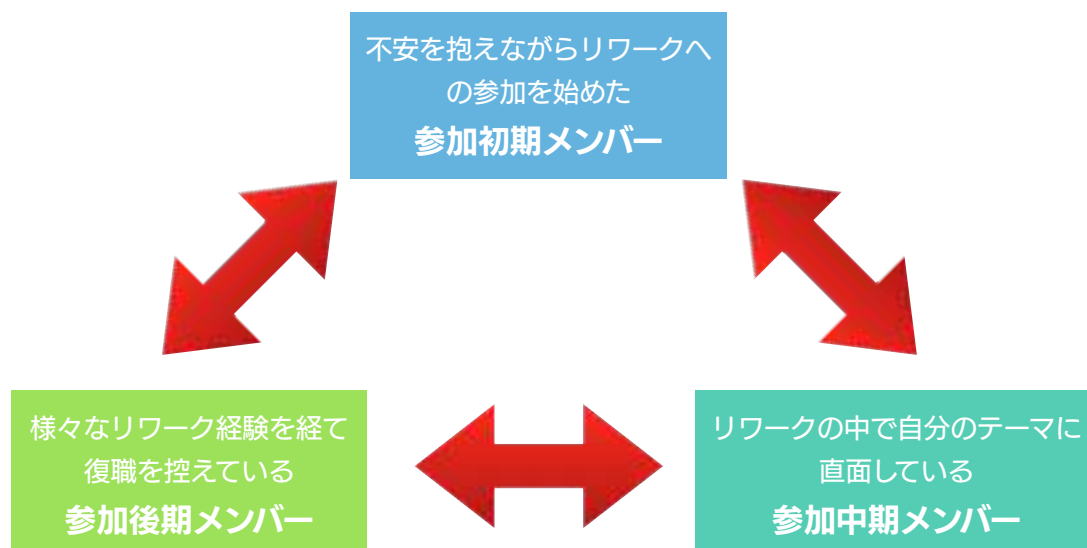 不安を抱えながらリワークへ
の参加を始めた
参加初期メンバー
様々なリワーク経験を経て
復職を控えている
参加後期メンバー
リワークの中で自分のテーマに
直面している
参加中期メンバー